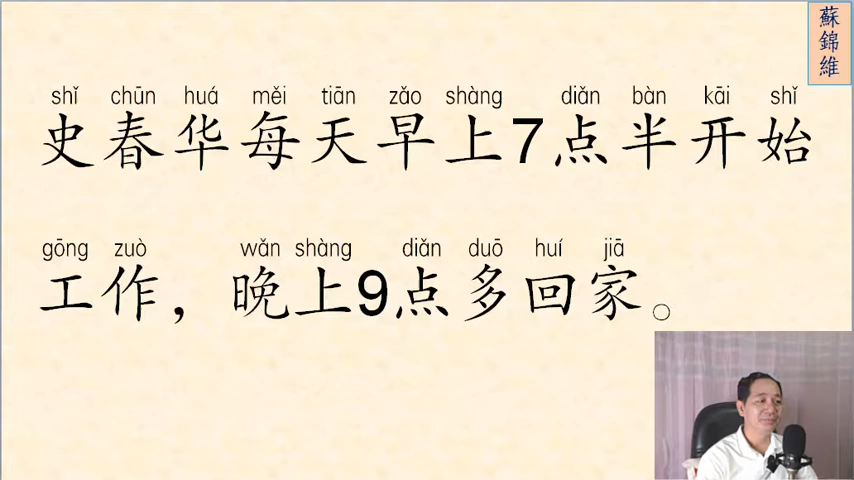 蘇錦維
shǐ chūn huá měi tiān zǎo shàng diǎn bàn kāi shǐ
史春华每天早上7点半开始
gōng zuò wǎn shàng diǎn duō huí jiā
工作，晚上9点多回家。